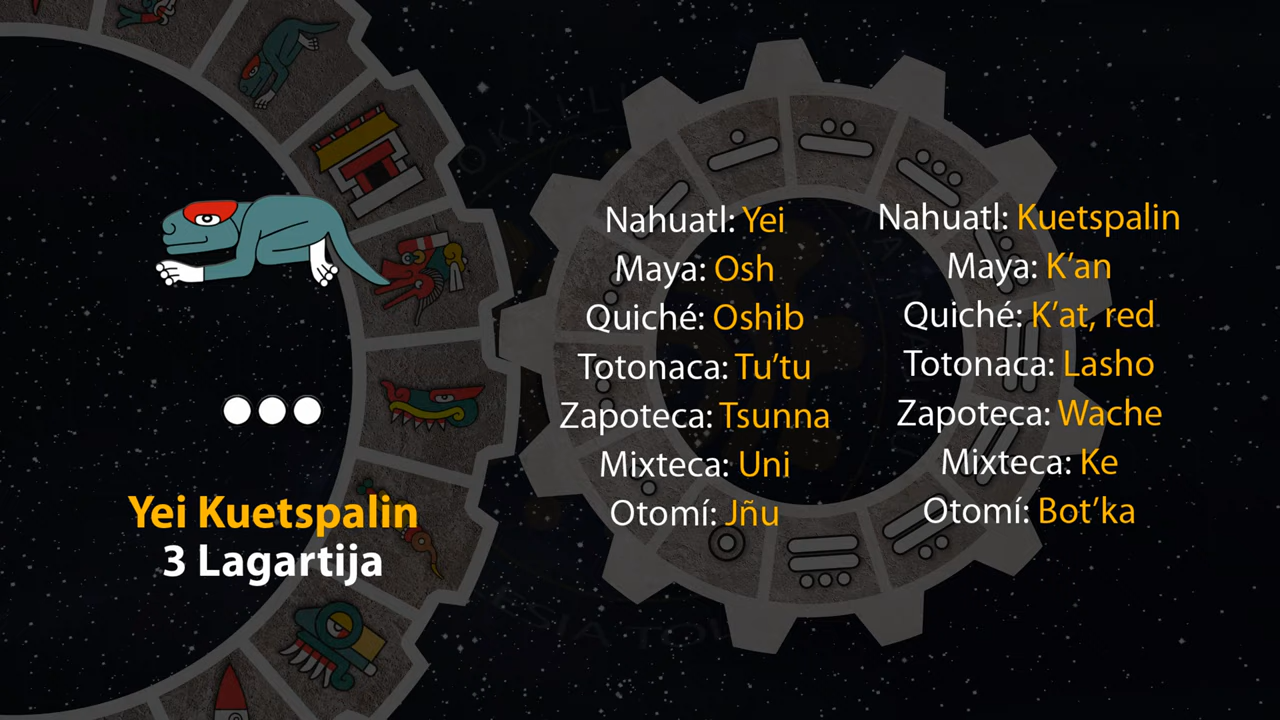 Nahuatl: Yei
Maya: Osh
Quiché: Oshib
Totonaca: Tu’tu
Zapoteca: Tsunna
Mixteca: Uni
Otomí: Jñu
Nahuatl: Kuetspalin
Maya: K’an
Quiché: K’at, red
Totonaca: Lasho
Zapoteca: Wache
Mixteca: Ke
Otomí: Bot’ka
Yei Kuetspalin
3 Lagartija